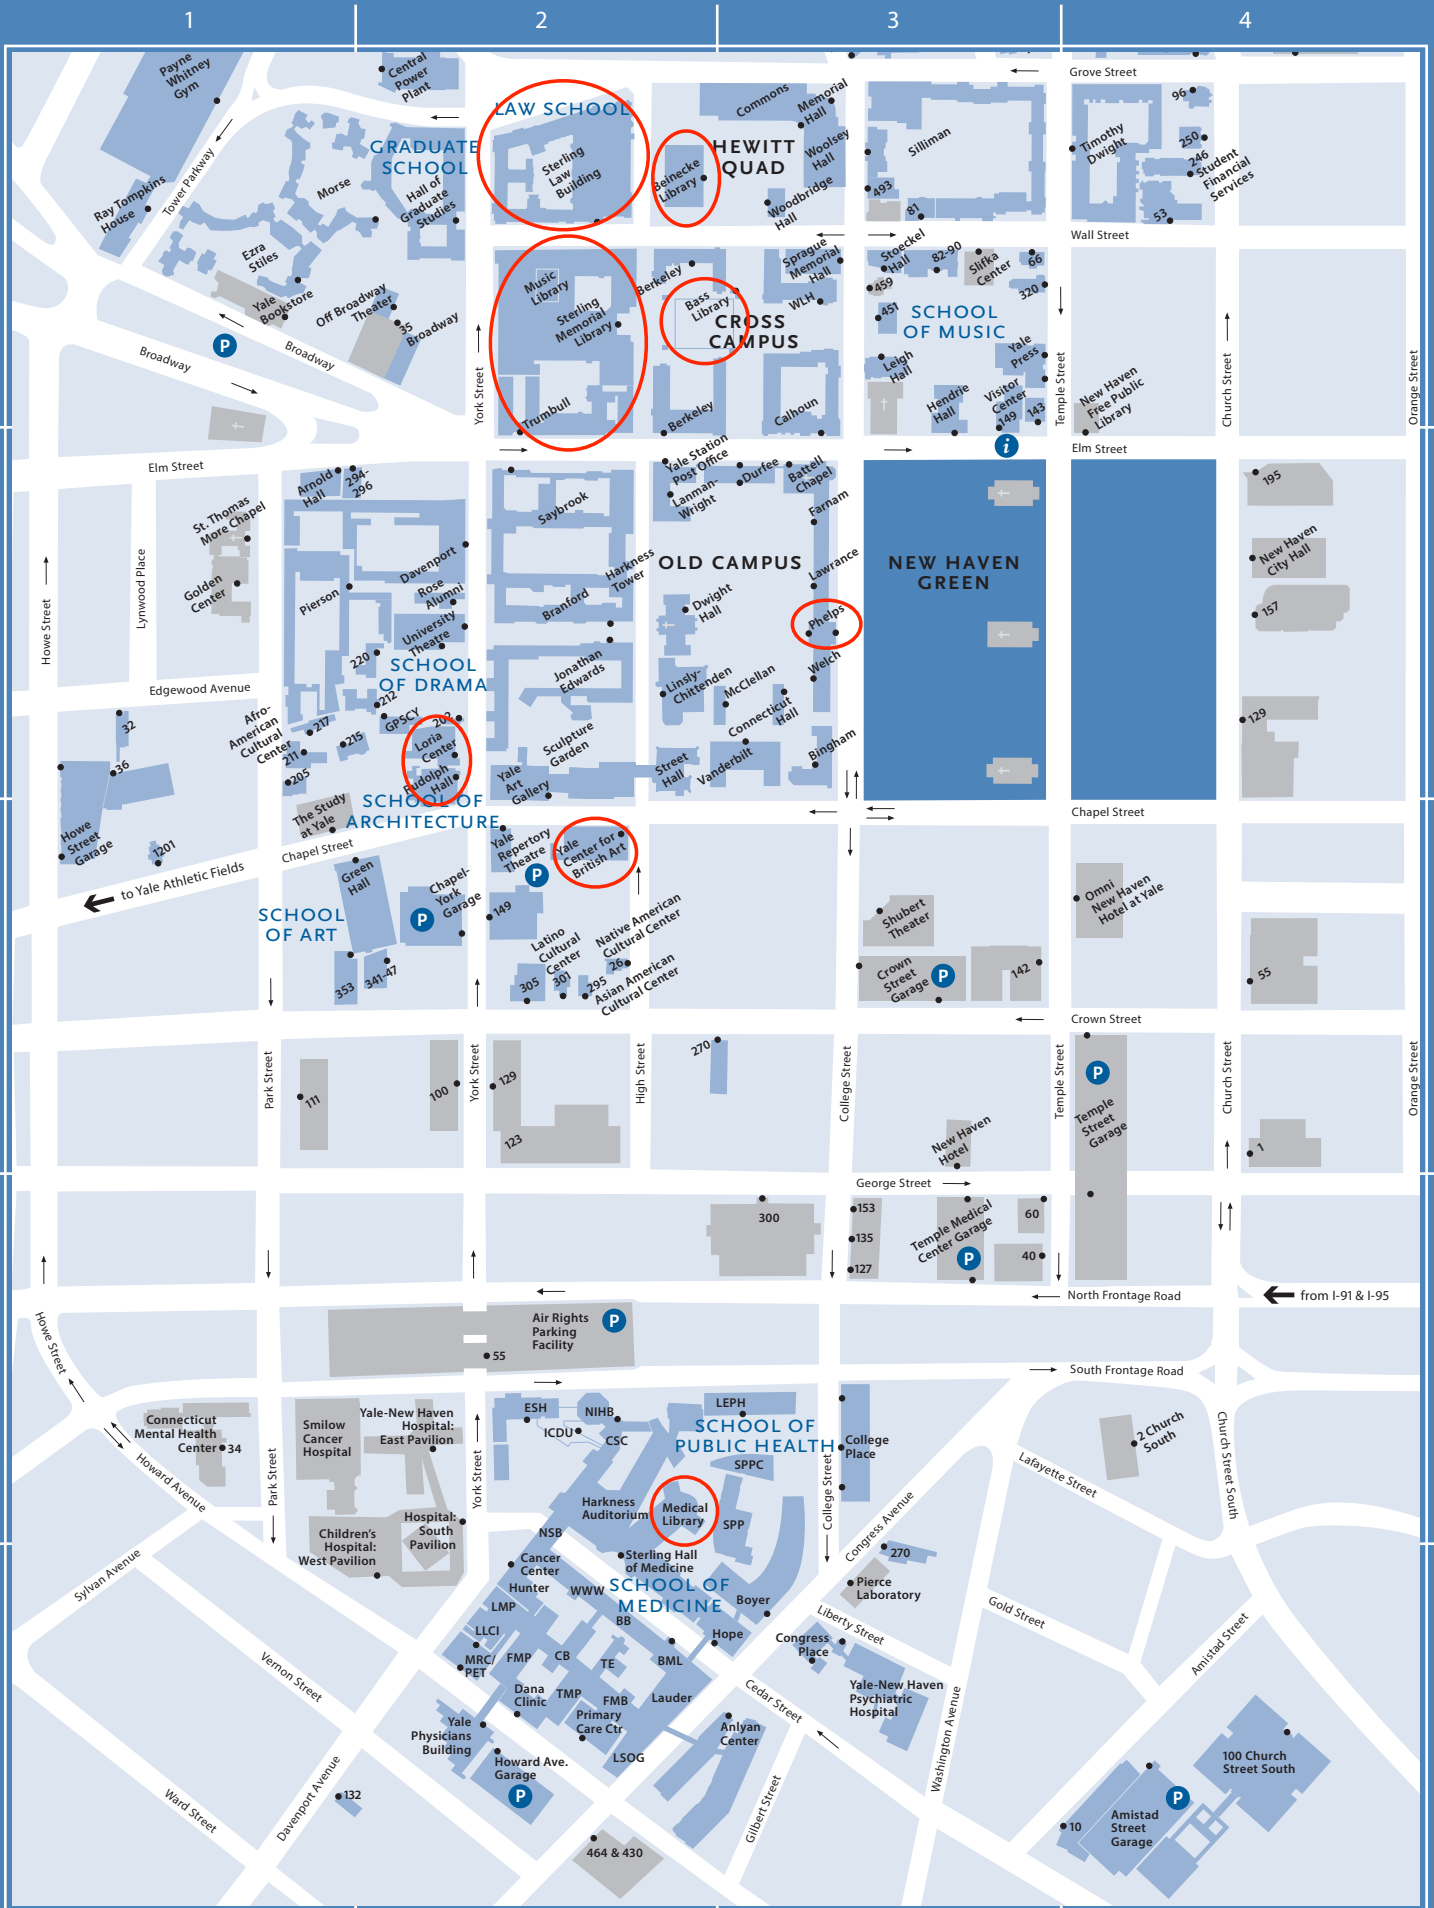 1
2
3
4
Payne
Whitney
Gym
Central
Power
Plant
Grove Street
LAW SCHOOL
GRADUATE
SCHOOL
Sterling
Law
Building
Beinecke
Library
HEWITT
QUAD
Commons
Memorial
Hall
Woolsey
Hall
Woodbridge
Hall
Silliman
493
81
Timothy
Dwight
96
250
246
Student
Financial
Services
53
Ray Tompkins
House
Tower Parkway
Morse
Hall of
Graduate
Studies
Ezra
Stiles
Yale
Bookstore
Off Broadway
Theater
35
Broadway
P
Broadway
Broadway
Wall Street
Music
Library
Sterling
Memorial
Library
Trumbull
Berkeley
Bass
Library
CROSS
CAMPUS
Berkeley
Sprague
Memorial
Hall
WLH
Calhoun
Stoeckel
Hall
82-90
Slifka
Center
66
459
320
451
SCHOOL
OF MUSIC
Leigh
Hall
Yale
Press
Hendrie
Hall
Visitor
Center
149
143
i
New Haven
Free Public
Library
York Street
Temple Street
Church Street
Orange Street
Elm Street
Elm Street
Arnold
Hall
294-
296
St. Thomas
More Chapel
Golden
Center
Lynwood Place
Howe Street
Edgewood Avenue
Pierson
Davenport
Rose
Alumni
University
Theatre
220
SCHOOL
OF DRAMA
212
GPSCY
202
217
215
211
205
Afro-
American
Cultural
Center
Loria
Center
Rudolph
Hall
SCHOOL OF
ARCHITECTURE
The Study
at Yale
Saybrook
Branford
Harkness
Tower
Jonathan
Edwards
Sculpture
Garden
Yale
Art
Gallery
Yale Station
Post Office
Lanman-
Wright
Durfee
Battell
Chapel
Farnam
OLD CAMPUS
Lawrance
Dwight
Hall
Phelps
Welch
Linsly-
Chittenden
McClellan
Connecticut
Hall
Street
Hall
Vanderbilt
Bingham
NEW HAVEN
GREEN
195
New Haven
City Hall
157
129
32
36
Howe
Street
Garage
1201
Chapel Street
Chapel Street
to Yale Athletic Fields
Green
Hall
SCHOOL
OF ART
Chapel-
York
Garage
P
353
341-47
Yale
Repertory
Theatre
P
Yale
Center for
British Art
149
Latino
Cultural
Center
Native American
Cultural Center
26
305
301
295
Asian American
Cultural Center
Shubert
Theater
Crown
Street
Garage
P
142
Omni
New Haven
Hotel at Yale
55
Crown Street
Park Street
York Street
High Street
College Street
Temple Street
Church Street
Orange Street
111
100
129
123
270
New Haven
Hotel
P
Temple
Street
Garage
1
George Street
300
153
135
127
Temple Medical
Center Garage
P
60
40
North Frontage Road
from I-91 & I-95
Air Rights
Parking
Facility
P
55
South Frontage Road
Howe Street
Connecticut
Mental Health
Center
34
Howard Avenue
Park Street
Smilow
Cancer
Hospital
Yale-New Haven
Hospital:
East Pavilion
Hospital:
South
Pavilion
Children's
Hospital:
West Pavilion
York Street
ESH
NIHB
ICDU
CSC
LEPH
SCHOOL OF
PUBLIC HEALTH
SPPC
Harkness
Auditorium
Medical
Library
SPP
NSB
College Street
College
Place
Congress Avenue
Lafayette Street
2 Church
South
Church Street South
Cancer
Center
Sterling Hall
of Medicine
Hunter
WWW
SCHOOL OF
MEDICINE
LMP
BB
Boyer
LLCI
Hope
MRC/
PET
FMP
CB
TE
BML
Dana
Clinic
TMP
FMB
Lauder
Primary
Care Ctr
Yale
Physicians
Building
LSOG
Howard Ave.
Garage
P
270
Pierce
Laboratory
Liberty Street
Gold Street
Congress
Place
Yale-New Haven
Psychiatric
Hospital
Cedar Street
Anlyan
Center
Washington Avenue
Amistad Street
Gilbert Street
Sylvan Avenue
Vernon Street
Ward Street
Davenport Avenue
132
464 & 430
100 Church
Street South
P
Amistad
Street
Garage
10